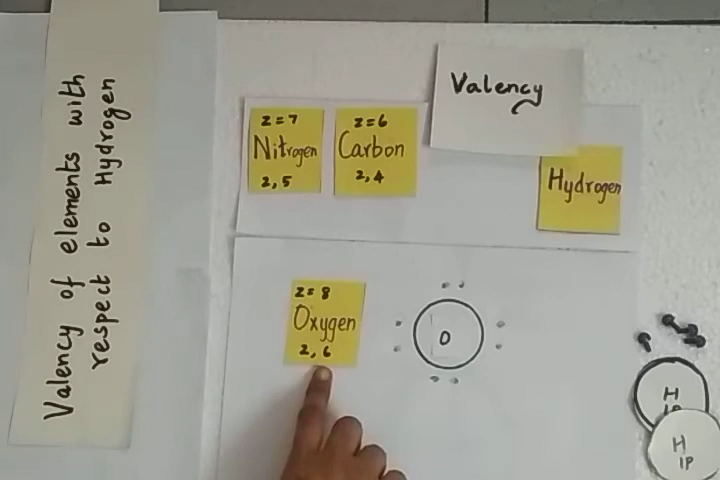 Valency of elements with
respect to Hydrogen
Valency
Z=7
Nitrogen
2,5
Z=6
Carbon
2,4
Hydrogen
Z=8
Oxygen
2,6
O
H
1P
H
1P